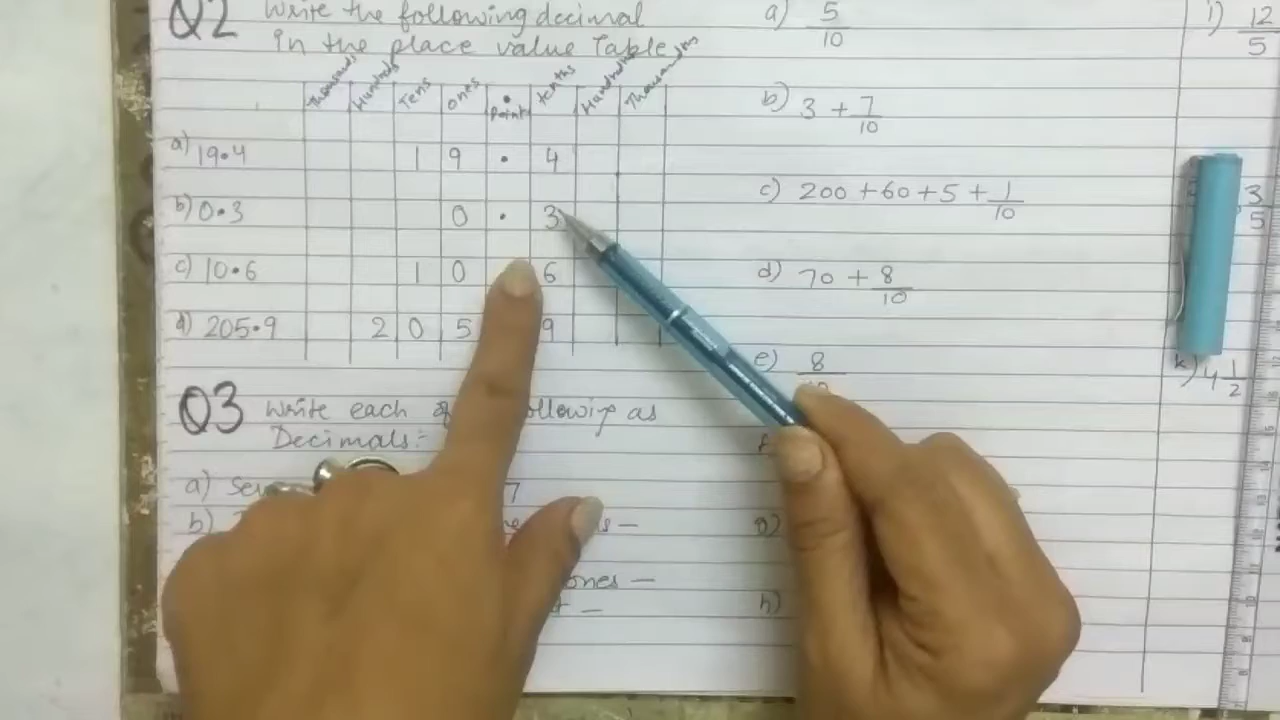 Q2 Write the following decimal
in the place value Table
Thousands Hundreds Tens ones • Point tenths Hundredths Thousandths
a) 19.4 1 9 . 4
b) 0.3 0 . 3
c) 10.6 1 0 6
d) 205.9 2 0 5 9
Q3 Write each as
Decimals:-
a) 7
b)
ones —
a) 5/10
b) 3 + 7/10
c) 200 + 60 + 5 + 1/10
d) 70 + 8/10
e) 8
g)
h)
i) 12/5
3/5
k) 4 1/2